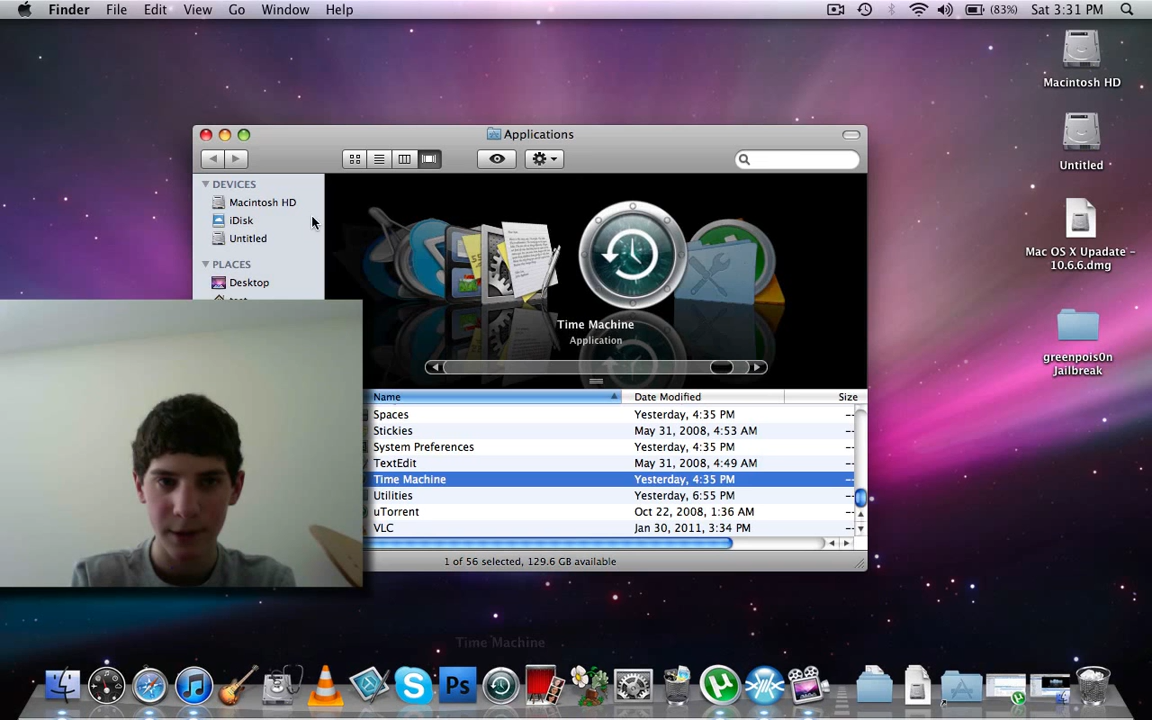 Finder File Edit View Go Window Help (83%) Sat 3:31 PM
Macintosh HD
Untitled
Mac OS X Upadate -
10.6.6.dmg
greenpois0n
Jailbreak
Applications
DEVICES
Macintosh HD
iDisk
Untitled
PLACES
Desktop
Time Machine
Application
Name Date Modified Size
Spaces Yesterday, 4:35 PM --
Stickies May 31, 2008, 4:53 AM --
System Preferences Yesterday, 4:35 PM --
TextEdit May 31, 2008, 4:49 AM --
Time Machine Yesterday, 4:35 PM --
Utilities Yesterday, 6:55 PM --
uTorrent Oct 22, 2008, 1:36 AM --
VLC Jan 30, 2011, 3:34 PM --
1 of 56 selected, 129.6 GB available
Time Machine
Ps